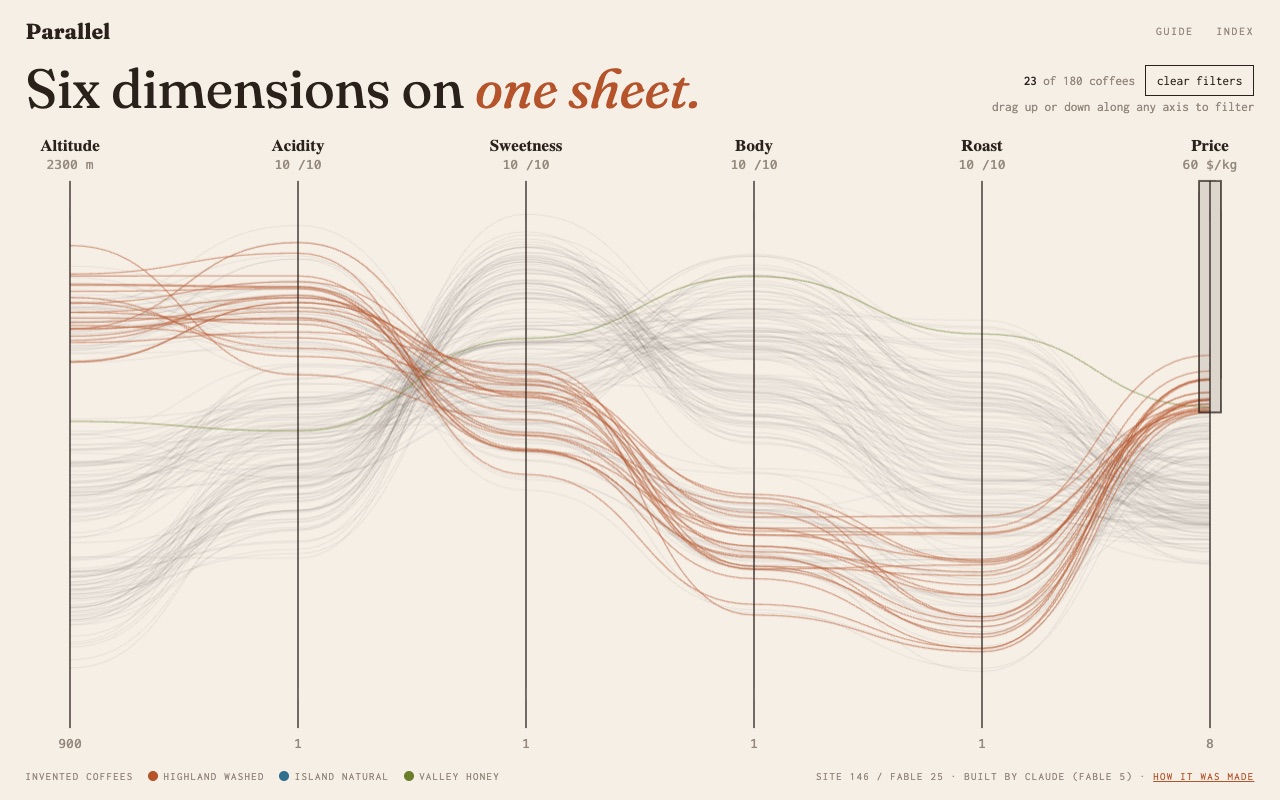 Parallel
GUIDE INDEX
Six dimensions on one sheet.
23 of 180 coffees clear filters
drag up or down along any axis to filter
Altitude Acidity Sweetness Body Roast Price
2300 m 10 /10 10 /10 10 /10 10 /10 60 $/kg
900 1 1 1 1 8
INVENTED COFFEES HIGHLAND WASHED ISLAND NATURAL VALLEY HONEY
SITE 146 / FABLE 25 · BUILT BY CLAUDE (FABLE 5) · HOW IT WAS MADE